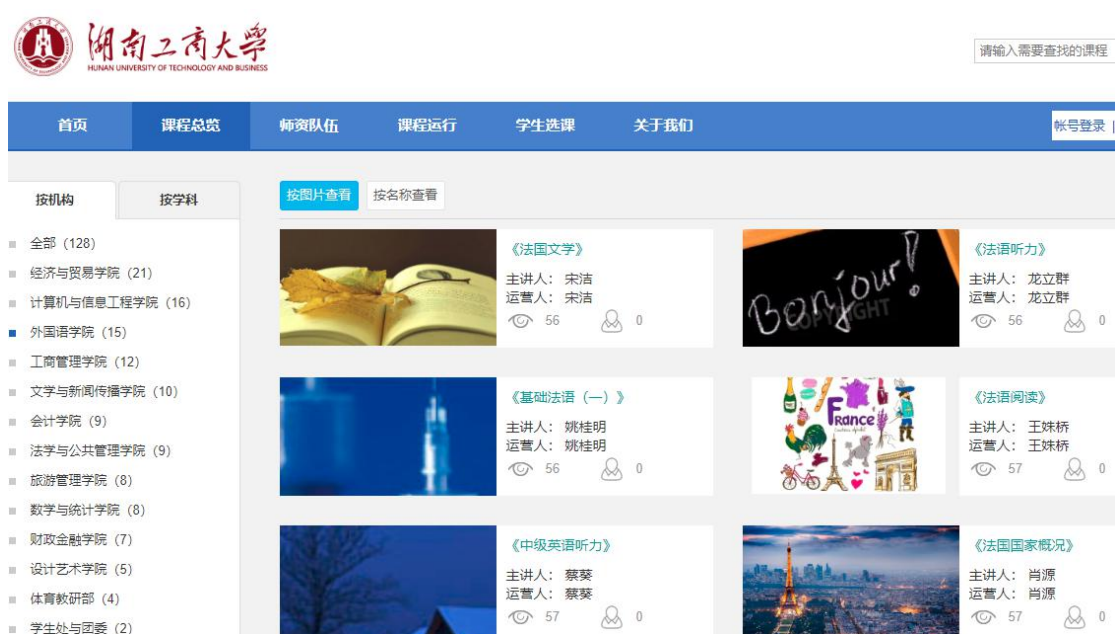 湖南工商大學
HUNAN UNIVERSITY OF TECHNOLOGY AND BUSINESS
请输入需要查找的课程
首页 课程总览 师资队伍 课程运行 学生选课 关于我们 帐号登录 |
按机构 按学科
全部 (128)
经济与贸易学院 (21)
计算机与信息工程学院 (16)
外国语学院 (15)
工商管理学院 (12)
文学与新闻传播学院 (10)
会计学院 (9)
法学与公共管理学院 (9)
旅游管理学院 (8)
数学与统计学院 (8)
财政金融学院 (7)
设计艺术学院 (5)
体育教研部 (4)
学生处与团委 (2)
按图片查看 按名称查看
《法国文学》
主讲人： 宋洁
运营人： 宋洁
56 0
Bonjour!
COPYRIGHT
《法语听力》
主讲人： 龙立群
运营人： 龙立群
56 0
《基础法语（一）》
主讲人： 姚桂明
运营人： 姚桂明
56 0
France
《法语阅读》
主讲人： 王姝桥
运营人： 王姝桥
57 0
《中级英语听力》
主讲人： 蔡葵
运营人： 蔡葵
57 0
《法国国家概况》
主讲人： 肖源
运营人： 肖源
57 0